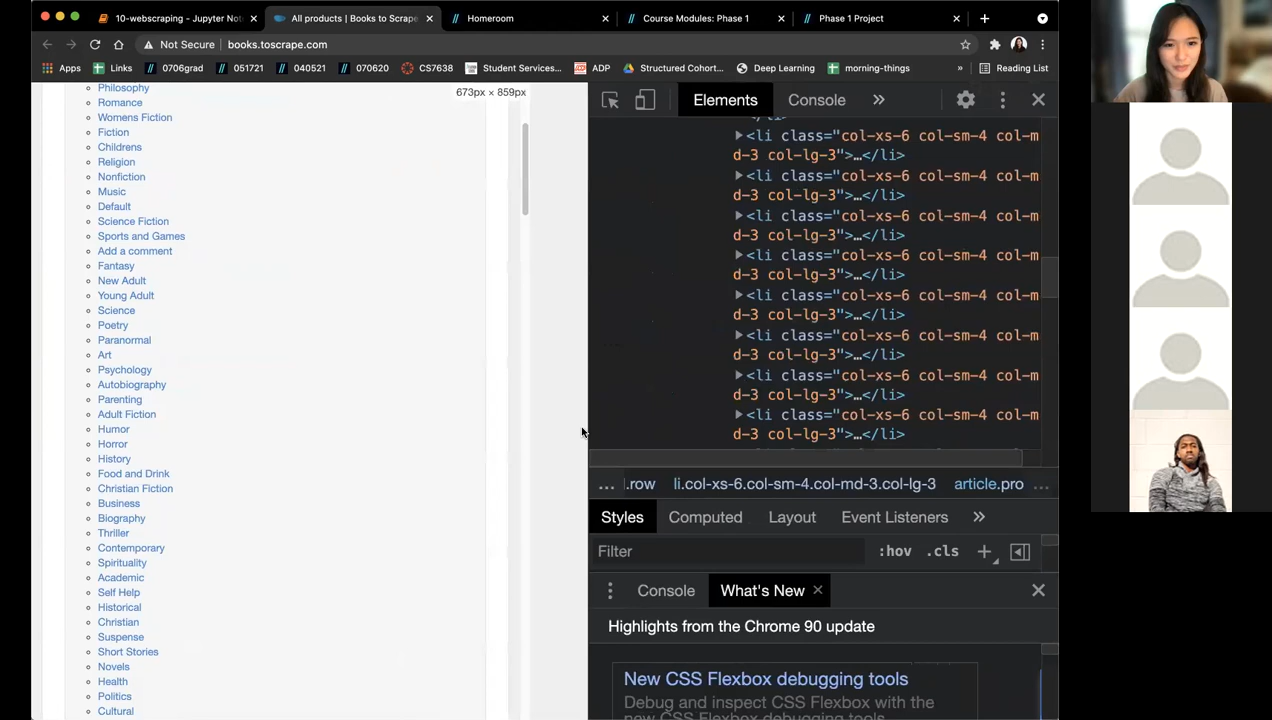 10-webscraping - Jupyter Not
All products | Books to Scrape
Homeroom
Course Modules: Phase 1
Phase 1 Project
Not Secure
books.toscrape.com
Apps
Links
0706grad
051721
040521
070620
CS7638
Student Services...
ADP
Structured Cohort...
Deep Learning
morning-things
»
Reading List
Philosophy
Romance
Womens Fiction
Fiction
Childrens
Religion
Nonfiction
Music
Default
Science Fiction
Sports and Games
Add a comment
Fantasy
New Adult
Young Adult
Science
Poetry
Paranormal
Art
Psychology
Autobiography
Parenting
Adult Fiction
Humor
Horror
History
Food and Drink
Christian Fiction
Business
Biography
Thriller
Contemporary
Spirituality
Academic
Self Help
Historical
Christian
Suspense
Short Stories
Novels
Health
Politics
Cultural
673px × 859px
Elements
Console
»
<li class="col-xs-6 col-sm-4 col-m
d-3 col-lg-3">…</li>
<li class="col-xs-6 col-sm-4 col-m
d-3 col-lg-3">…</li>
<li class="col-xs-6 col-sm-4 col-m
d-3 col-lg-3">…</li>
<li class="col-xs-6 col-sm-4 col-m
d-3 col-lg-3">…</li>
<li class="col-xs-6 col-sm-4 col-m
d-3 col-lg-3">…</li>
<li class="col-xs-6 col-sm-4 col-m
d-3 col-lg-3">…</li>
<li class="col-xs-6 col-sm-4 col-m
d-3 col-lg-3">…</li>
<li class="col-xs-6 col-sm-4 col-m
d-3 col-lg-3">…</li>
... .row li.col-xs-6.col-sm-4.col-md-3.col-lg-3 article.pro ...
Styles
Computed
Layout
Event Listeners
»
Filter
:hov
.cls
Console
What's New
Highlights from the Chrome 90 update
New CSS Flexbox debugging tools
Debug and inspect CSS Flexbox with the
new CSS Flexbox debugging tools